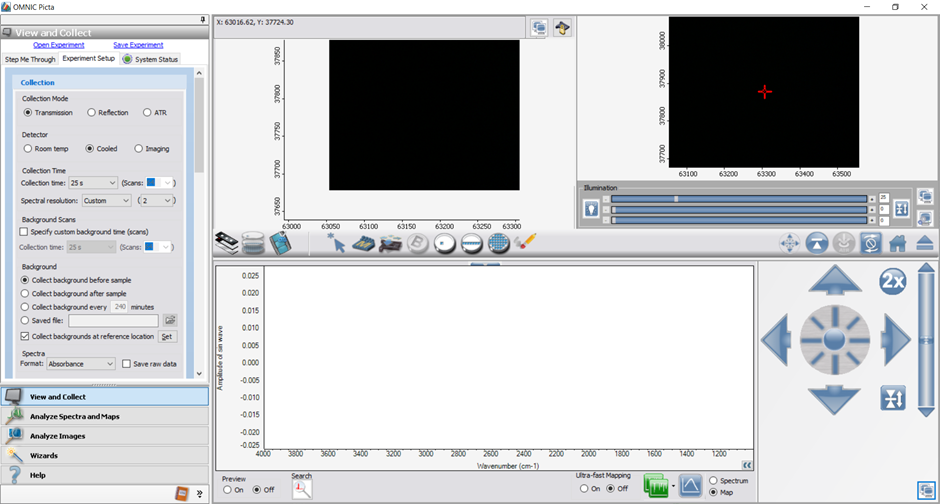 OMNIC Picta
View and Collect
Open Experiment Save Experiment
Step Me Through Experiment Setup System Status
Collection
Collection Mode
Transmission Reflection ATR
Detector
Room temp Cooled Imaging
Collection Time
Collection time: 25 s (Scans: )
Spectral resolution: Custom ( 2 )
Background Scans
Specify custom background time (scans)
Collection time: 25 s (Scans: )
Background
Collect background before sample
Collect background after sample
Collect background every 240 minutes
Saved file:
Collect backgrounds at reference location Set
Spectra
Format: Absorbance Save raw data
View and Collect
Analyze Spectra and Maps
Analyze Images
Wizards
Help
X: 63016.62, Y: 37724.30
37850
37800
37750
37700
37650
63000 63050 63100 63150 63200 63250 63300
38000
37900
37800
37700
63100 63200 63300 63400 63500
Illumination
25
0
0
B
0.025
0.020
0.015
0.010
0.005
0.000
-0.005
-0.010
-0.015
-0.020
-0.025
Amplitude of sin wave
4000 3800 3600 3400 3200 3000 2800 2600 2400 2200 2000 1800 1600 1400 1200
Wavenumber (cm-1)
2x
Preview
On Off
Search
Ultra-fast Mapping
On Off
Spectrum
Map